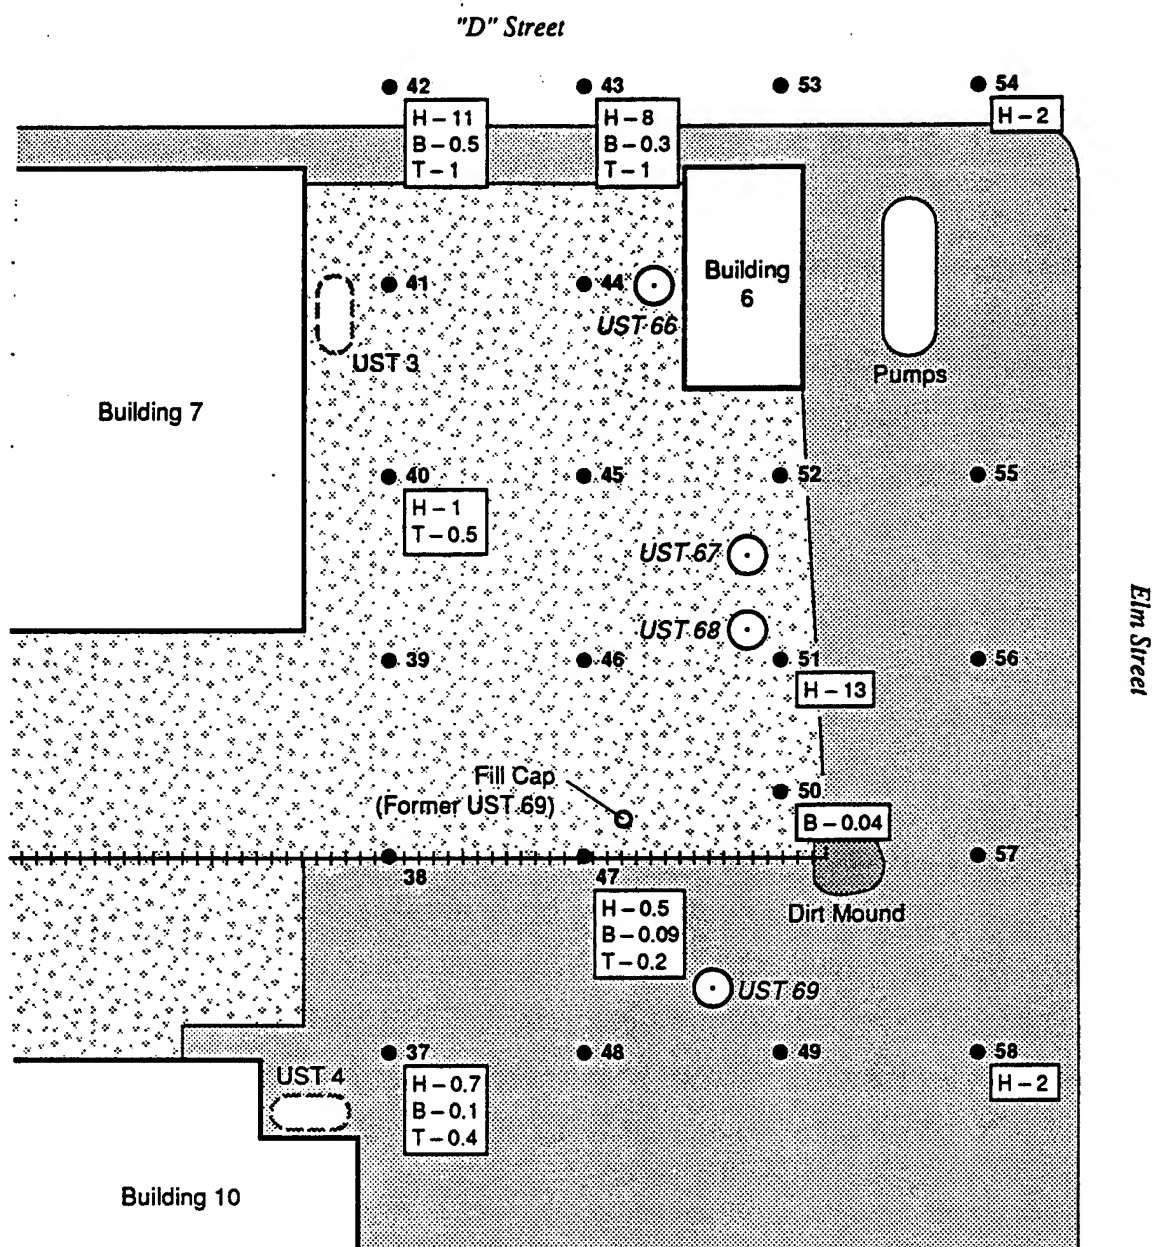 "D" Street
42
43
53
54
H – 11
B – 0.5
T – 1
H – 8
B – 0.3
T – 1
H – 2
41
44
UST 66
Building
6
UST 3
Pumps
Building 7
40
45
52
55
H – 1
T – 0.5
UST 67
UST 68
Elm Street
39
46
51
56
H – 13
Fill Cap
(Former UST 69)
50
B – 0.04
38
47
57
H – 0.5
B – 0.09
T – 0.2
Dirt Mound
UST 69
37
48
49
58
UST 4
H – 0.7
B – 0.1
T – 0.4
H – 2
Building 10